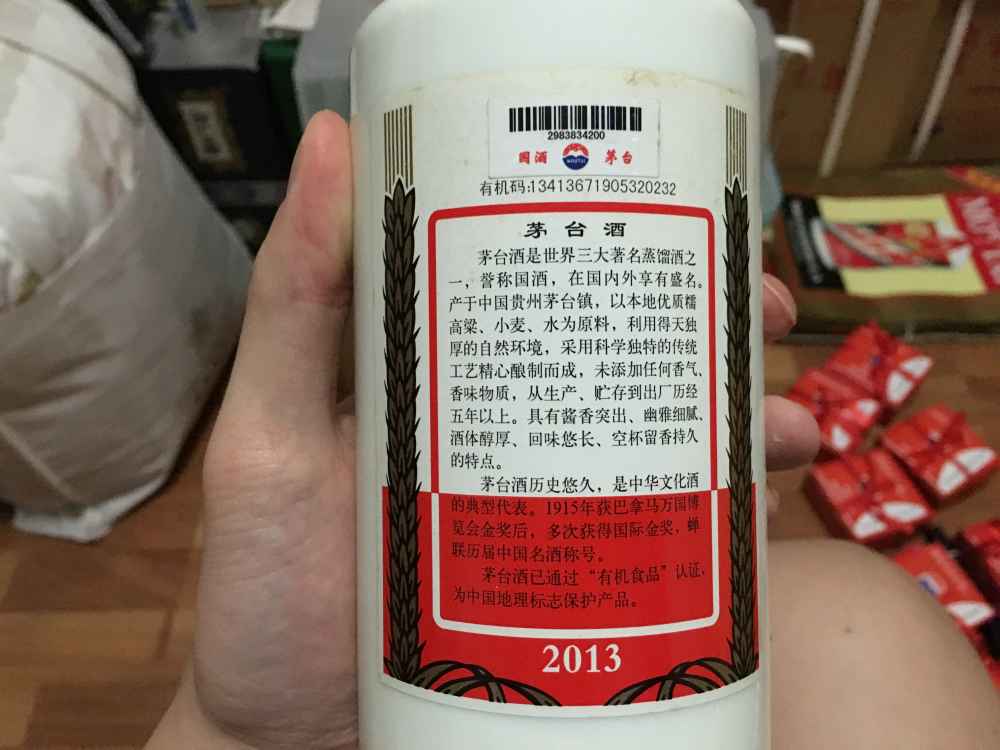 2983834200
国酒 茅台
MOUTAI
有机码:13413671905320232
茅台酒
茅台酒是世界三大著名蒸馏酒之
一，誉称国酒，在国内外享有盛名。
产于中国贵州茅台镇，以本地优质糯
高梁、小麦、水为原料，利用得天独
厚的自然环境，采用科学独特的传统
工艺精心酿制而成，未添加任何香气、
香味物质，从生产、贮存到出厂历经
五年以上。具有酱香突出、幽雅细腻、
酒体醇厚、回味悠长、空杯留香持久
的特点。
茅台酒历史悠久，是中华文化酒
的典型代表。1915年获巴拿马万国博
览会金奖后，多次获得国际金奖，蝉
联历届中国名酒称号。
茅台酒已通过“有机食品”认证，
为中国地理标志保护产品。
2013